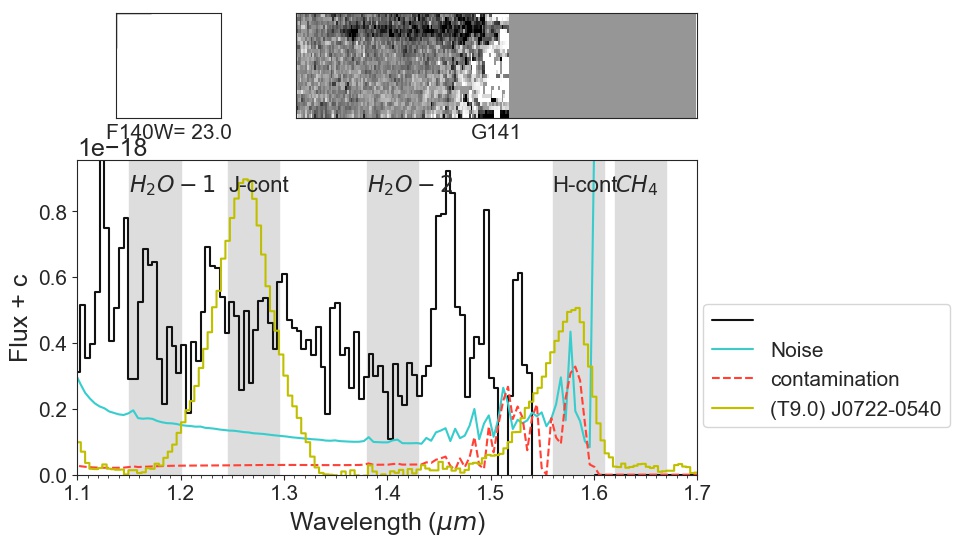 F140W= 23.0
G141
1e−18
H₂O − 1
J-cont
H₂O − 2
H-cont
CH₄
0.8
0.6
0.4
0.2
0.0
Flux + c
1.1
1.2
1.3
1.4
1.5
1.6
1.7
Wavelength (μm)
Noise
contamination
(T9.0) J0722-0540